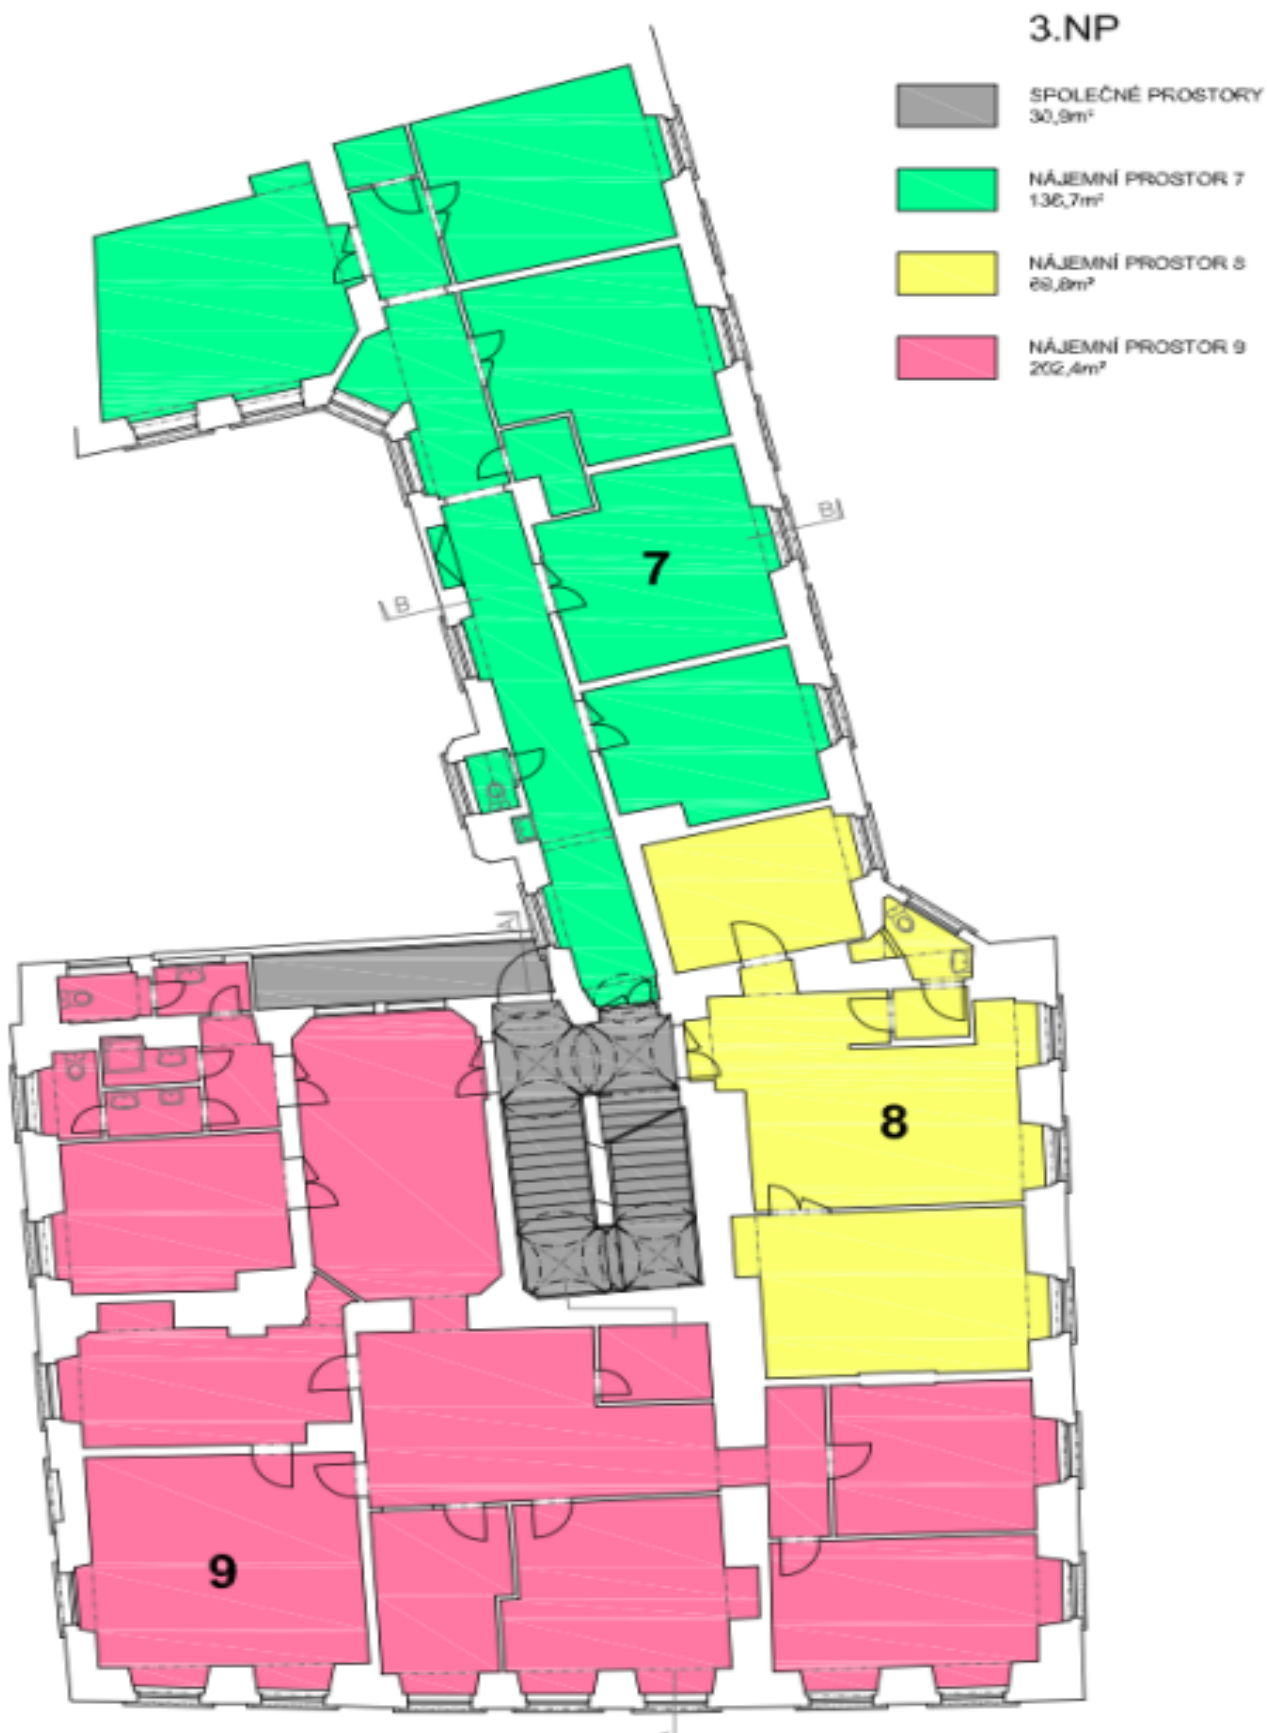 3.NP
SPOLEČNÉ PROSTORY
30,9m²
NÁJEMNÍ PROSTOR 7
136,7m²
NÁJEMNÍ PROSTOR 8
NÁJEMNÍ PROSTOR 9
202,4m²
B
7
B
A
8
9